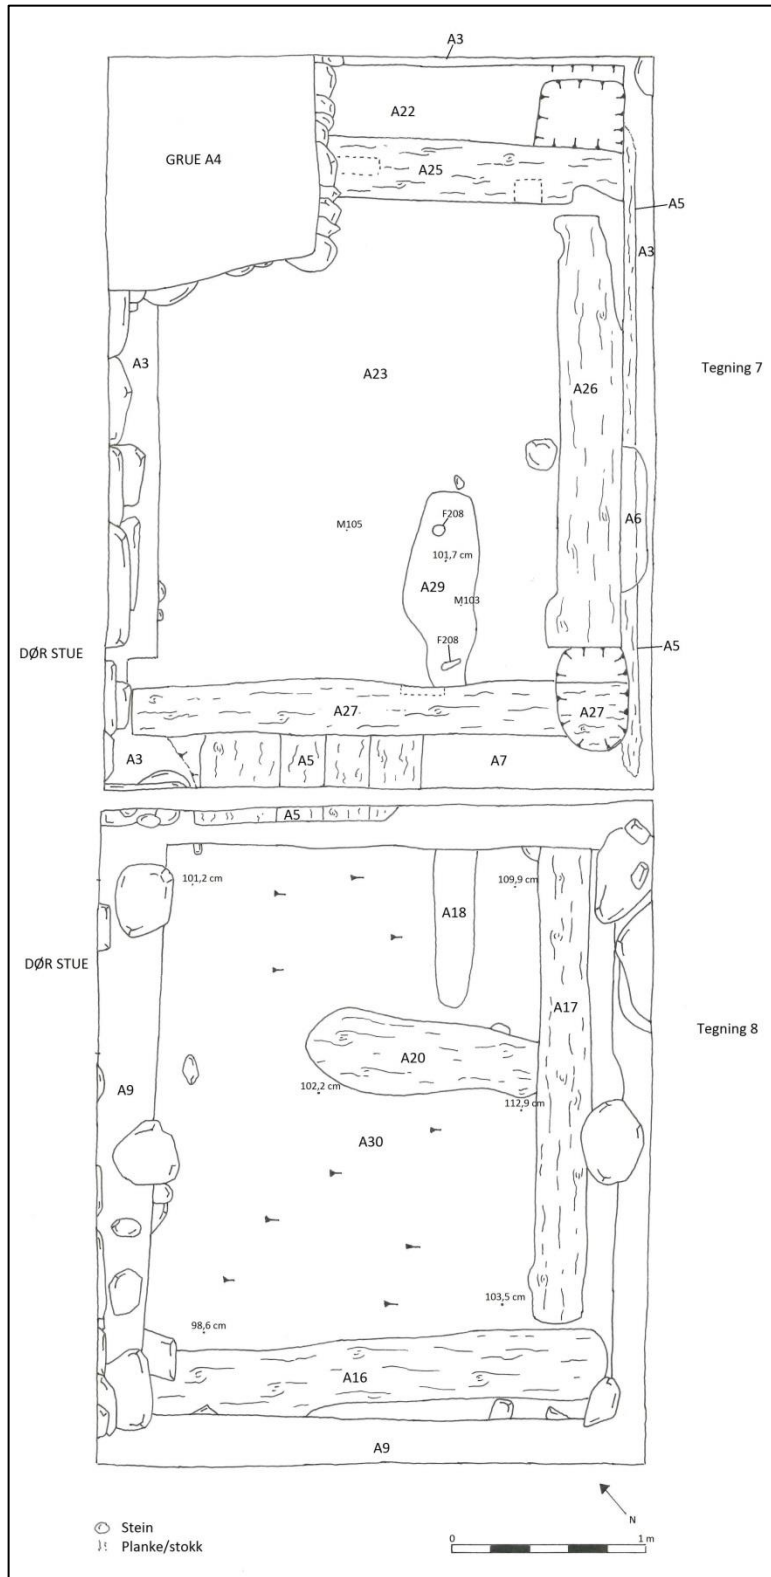 A3
A22
GRUE A4
A25
A5
A3
A3
A23
Tegning 7
A26
F208
M105
A6
101,7 cm
A29
M103
DØR STUE
F208
A5
A27
A27
A3
A5
A7
A5
101,2 cm
109,9 cm
A18
DØR STUE
A17
Tegning 8
A20
A9
102,2 cm
112,9 cm
A30
103,5 cm
98,6 cm
A16
A9
N
Stein
Planke/stokk
0
1 m